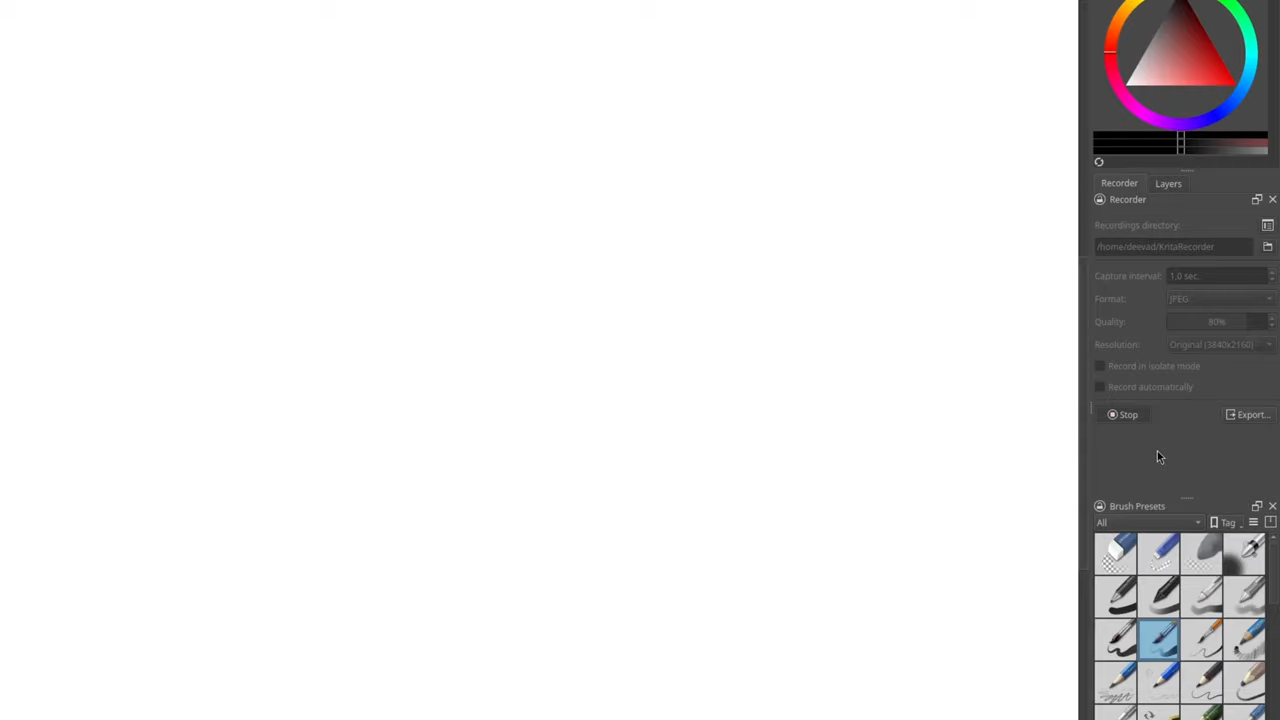 Recorder Layers
Recorder
Recordings directory:
/home/deevad/KritaRecorder
Capture interval: 1,0 sec.
Format: JPEG
Quality: 80%
Resolution: Original (3840x2160)
Record in isolate mode
Record automatically
Stop Export...
Brush Presets
All Tag